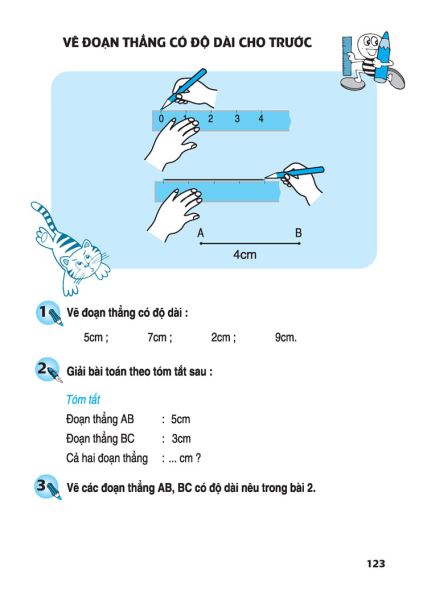 VẼ ĐOẠN THẲNG CÓ ĐỘ DÀI CHO TRƯỚC
0 1 2 3 4
A B
4cm
1 Vẽ đoạn thẳng có độ dài :
5cm ; 7cm ; 2cm ; 9cm.
2 Giải bài toán theo tóm tắt sau :
Tóm tắt
Đoạn thẳng AB : 5cm
Đoạn thẳng BC : 3cm
Cả hai đoạn thẳng : ... cm ?
3 Vẽ các đoạn thẳng AB, BC có độ dài nêu trong bài 2.
123